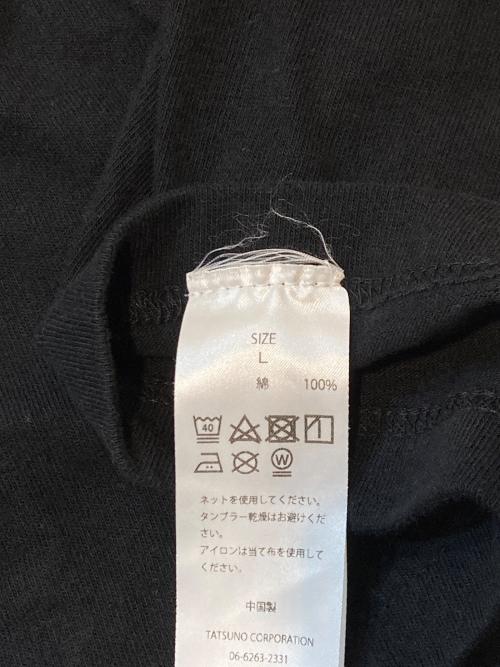 SIZE
L
綿 100%
40
W
ネットを使用してください。
タンブラー乾燥はお避けくだ
さい。
アイロンは当て布を使用して
ください。
中国製
TATSUNO CORPORATION
06-6263-2331